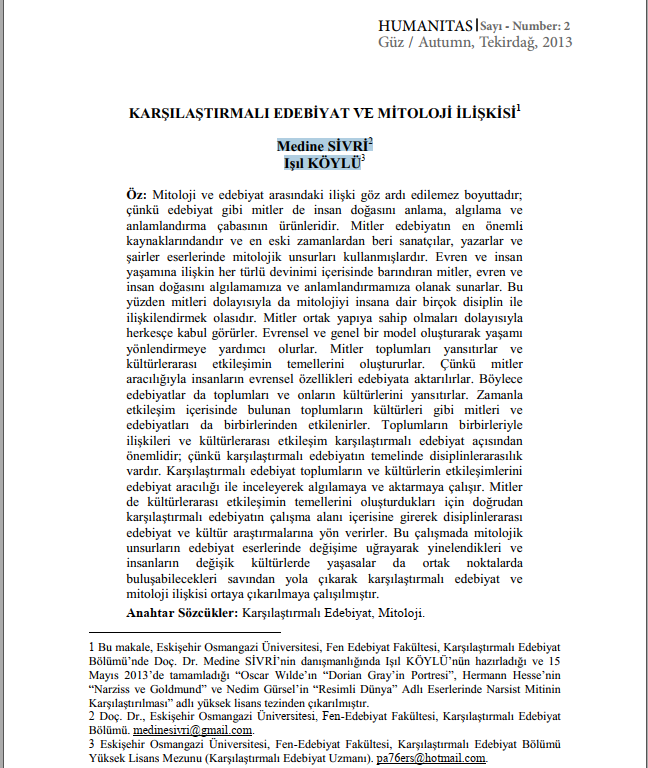 HUMANITAS | Sayı - Number: 2
Güz / Autumn, Tekirdağ, 2013
KARŞILAŞTIRMALI EDEBİYAT VE MİTOLOJİ İLİŞKİSİ1
Medine SİVRİ2
Işıl KÖYLÜ3
Öz: Mitoloji ve edebiyat arasındaki ilişki göz ardı edilemez boyuttadır;
çünkü edebiyat gibi mitler de insan doğasını anlama, algılama ve
anlamlandırma çabasının ürünleridir. Mitler edebiyatın en önemli
kaynaklarındandır ve en eski zamanlardan beri sanatçılar, yazarlar ve
şairler eserlerinde mitolojik unsurları kullanmışlardır. Evren ve insan
yaşamına ilişkin her türlü devinimi içerisinde barındıran mitler, evren ve
insan doğasını algılamamıza ve anlamlandırmamıza olanak sunarlar. Bu
yüzden mitleri dolayısıyla da mitolojiyi insana dair birçok disiplin ile
ilişkilendirmek olasıdır. Mitler ortak yapıya sahip olmaları dolayısıyla
herkesçe kabul görürler. Evrensel ve genel bir model oluşturarak yaşamı
yönlendirmeye yardımcı olurlar. Mitler toplumları yansıtırlar ve
kültürlerarası etkileşimin temellerini oluştururlar. Çünkü mitler
aracılığıyla insanların evrensel özellikleri edebiyata aktarılırlar. Böylece
edebiyatlar da toplumları ve onların kültürlerini yansıtırlar. Zamanla
etkileşim içerisinde bulunan toplumların kültürleri gibi mitleri ve
edebiyatları da birbirlerinden etkilenirler. Toplumların birbirleriyle
ilişkileri ve kültürlerarası etkileşim karşılaştırmalı edebiyat açısından
önemlidir; çünkü karşılaştırmalı edebiyatın temelinde disiplinlerarasılık
vardır. Karşılaştırmalı edebiyat toplumların ve kültürlerin etkileşimlerini
edebiyat aracılığı ile inceleyerek algılamaya ve aktarmaya çalışır. Mitler
de kültürlerarası etkileşimin temellerini oluşturdukları için doğrudan
karşılaştırmalı edebiyatın çalışma alanı içerisine girerek disiplinlerarası
edebiyat ve kültür araştırmalarına yön verirler. Bu çalışmada mitolojik
unsurların edebiyat eserlerinde değişime uğrayarak yinelendikleri ve
insanların değişik kültürlerde yaşasalar da ortak noktalarda
buluşabilecekleri savından yola çıkarak karşılaştırmalı edebiyat ve
mitoloji ilişkisi ortaya çıkarılmaya çalışılmıştır.
Anahtar Sözcükler: Karşılaştırmalı Edebiyat, Mitoloji.
1 Bu makale, Eskişehir Osmangazi Üniversitesi, Fen Edebiyat Fakültesi, Karşılaştırmalı Edebiyat
Bölümü’nde Doç. Dr. Medine SİVRİ’nin danışmanlığında Işıl KÖYLÜ’nün hazırladığı ve 15
Mayıs 2013’de tamamladığı “Oscar Wılde’ın “Dorian Gray’in Portresi”, Hermann Hesse’nin
“Narziss ve Goldmund” ve Nedim Gürsel’in “Resimli Dünya” Adlı Eserlerinde Narsist Mitinin
Karşılaştırılması” adlı yüksek lisans tezinden çıkarılmıştır.
2 Doç. Dr., Eskişehir Osmangazi Üniversitesi, Fen-Edebiyat Fakültesi, Karşılaştırmalı Edebiyat
Bölümü. medinesivri@gmail.com.
3 Eskişehir Osmangazi Üniversitesi, Fen-Edebiyat Fakültesi, Karşılaştırmalı Edebiyat Bölümü
Yüksek Lisans Mezunu (Karşılaştırmalı Edebiyat Uzmanı). pa76ers@hotmail.com.